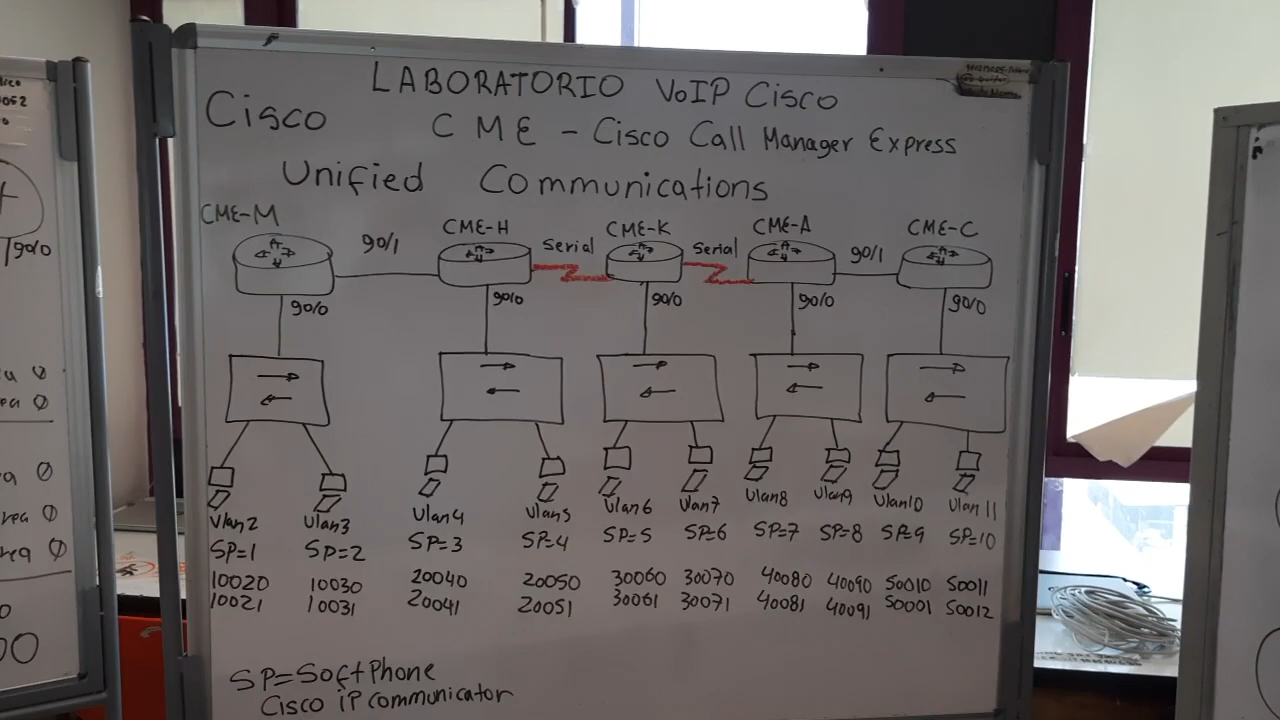 LABORATORIO VOIP Cisco
Cisco
CME - Cisco Call Manager Express
Unified Communications
CME-M
CME-H
CME-K
CME-A
CME-C
g0/1
Serial
Serial
g0/1
g0/0
g0/0
g0/0
g0/0
g0/0
Vlan2 Vlan3 Vlan4 Vlan5 Vlan6 Vlan7 Vlan8 Vlan9 Vlan10 Vlan11
SP=1 SP=2 SP=3 SP=4 SP=5 SP=6 SP=7 SP=8 SP=9 SP=10
10020 10030 20040 20050 30060 30070 40080 40090 50010 50011
10021 10031 20041 20051 30061 30071 40081 40091 50001 50012
SP=SoftPhone
Cisco iP communicator
g0/0